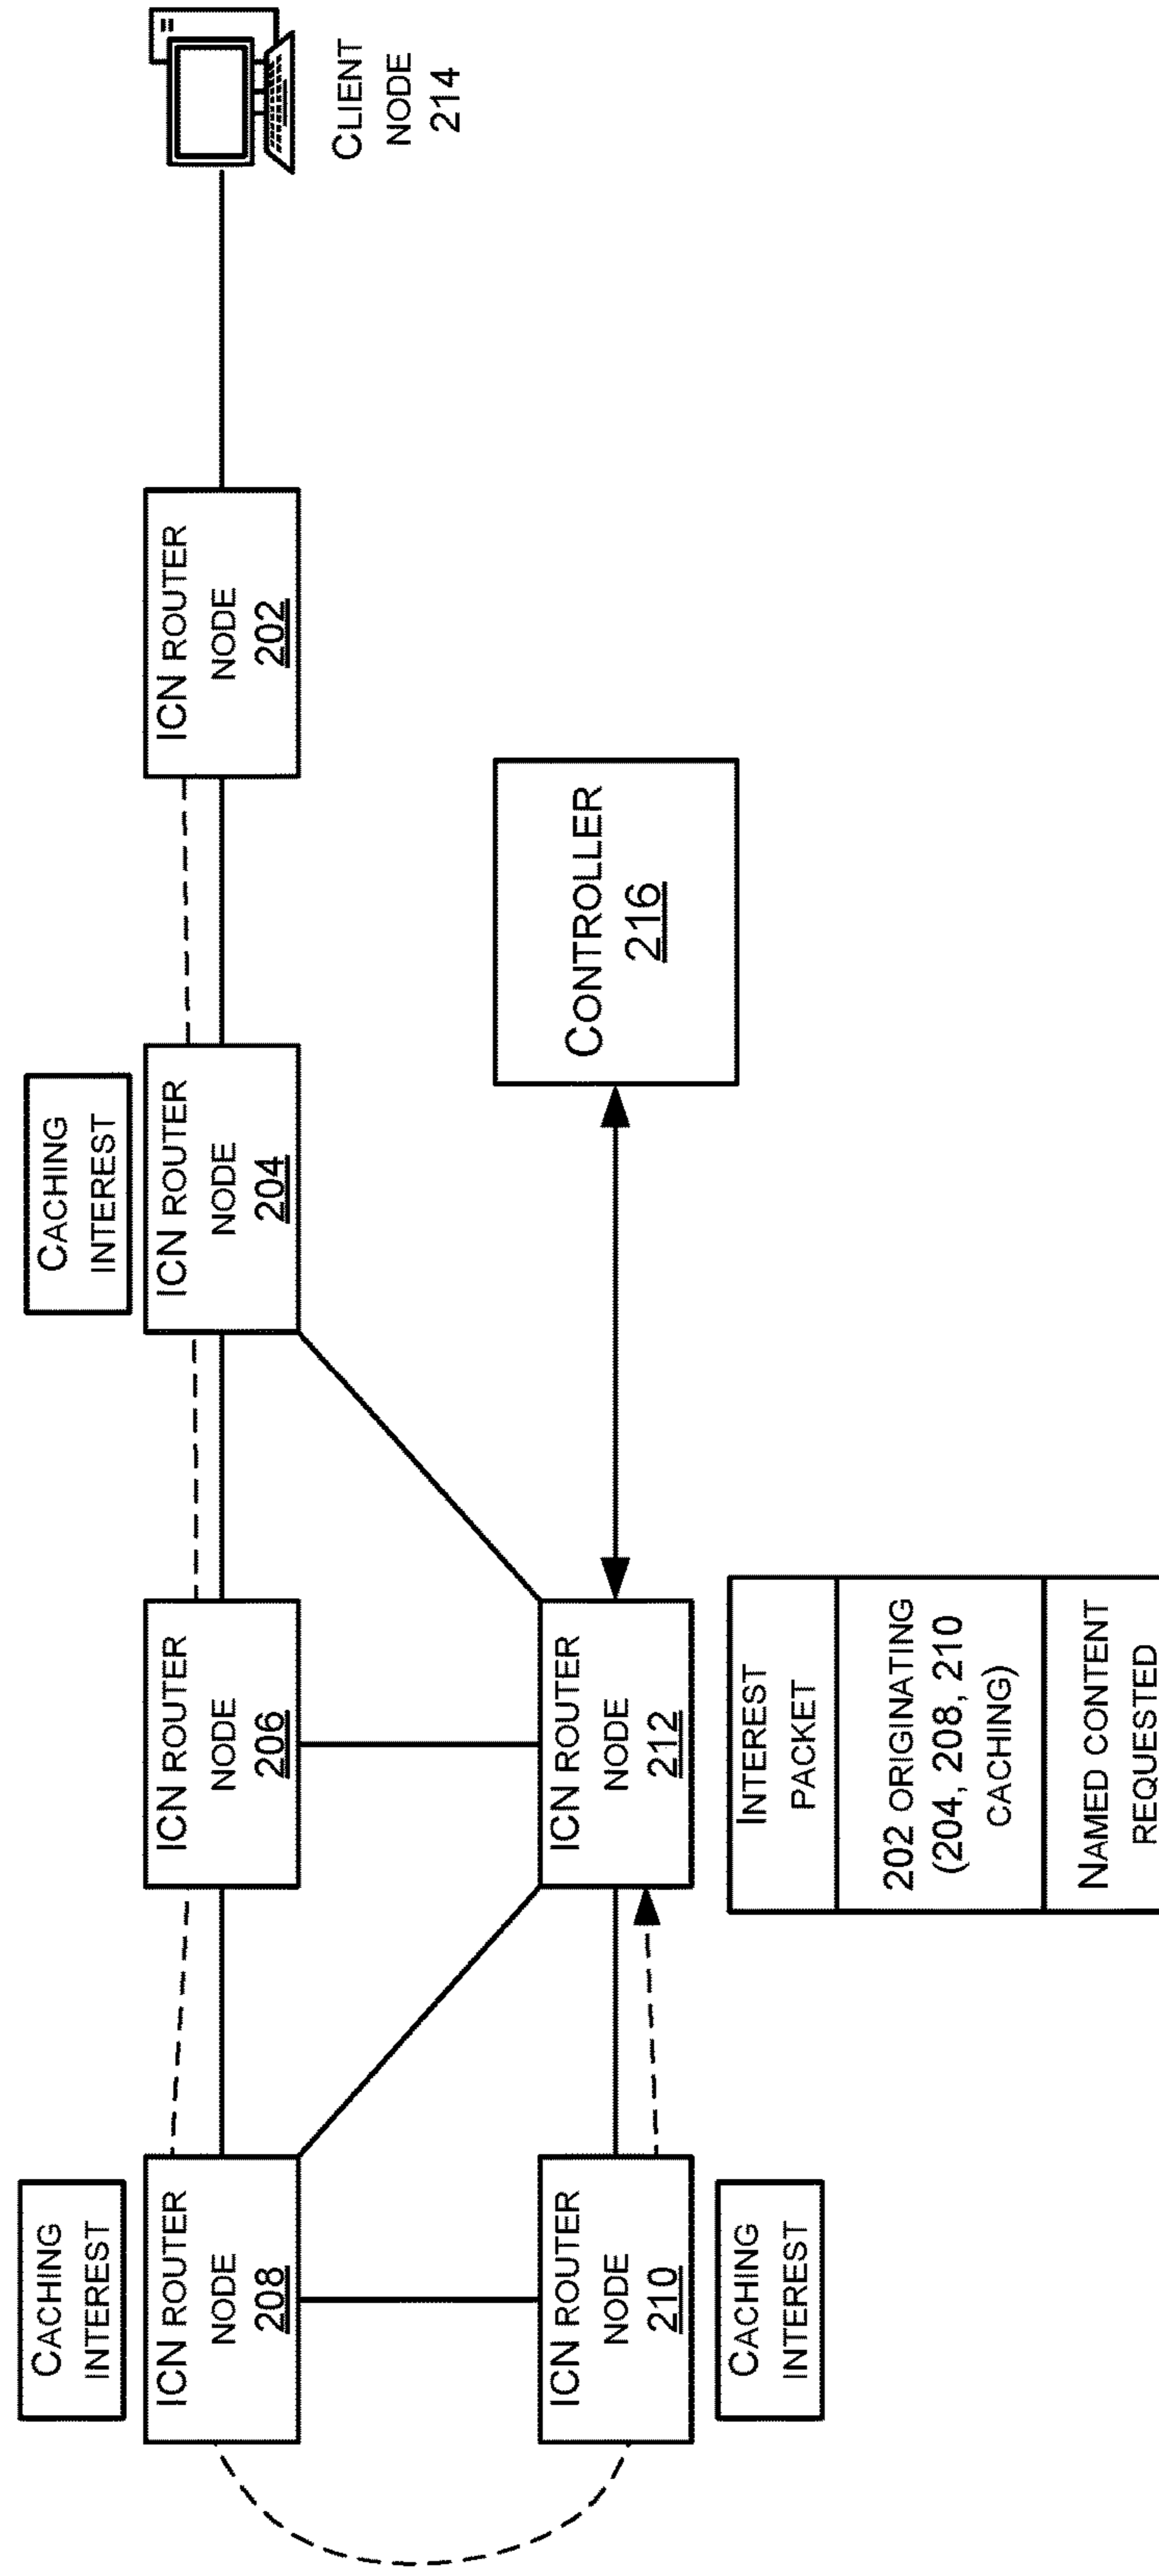 CACHING
INTEREST
ICN ROUTER
NODE
208
CACHING
INTEREST
ICN ROUTER
NODE
210
ICN ROUTER
NODE
206
ICN ROUTER
NODE
212
INTEREST
PACKET
202 ORIGINATING
(204, 208, 210
CACHING)
NAMED CONTENT
REQUESTED
CACHING
INTEREST
ICN ROUTER
NODE
204
CONTROLLER
216
ICN ROUTER
NODE
202
CLIENT
NODE
214